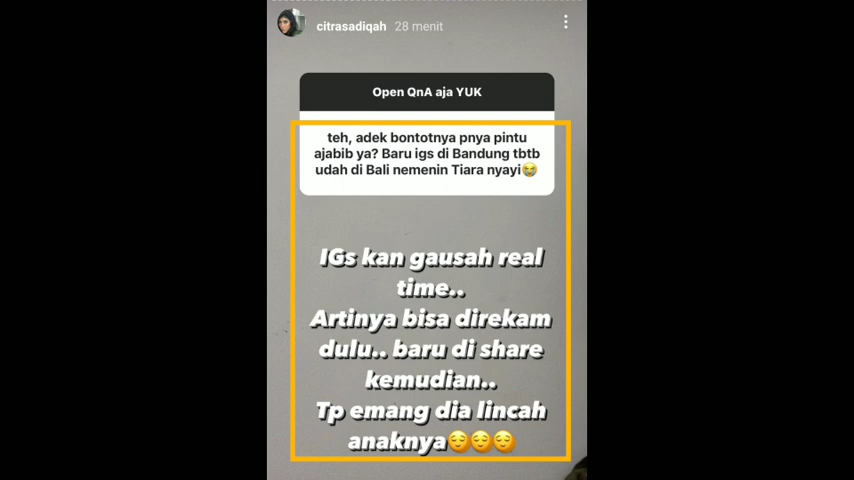 citrasadiqah 28 menit
Open QnA aja YUK
teh, adek bontotnya pnya pintu
ajabib ya? Baru igs di Bandung tbtb
udah di Bali nemenin Tiara nyayi😭
IGs kan gausah real
time..
Artinya bisa direkam
dulu.. baru di share
kemudian..
Tp emang dia lincah
anaknya😌😌😌